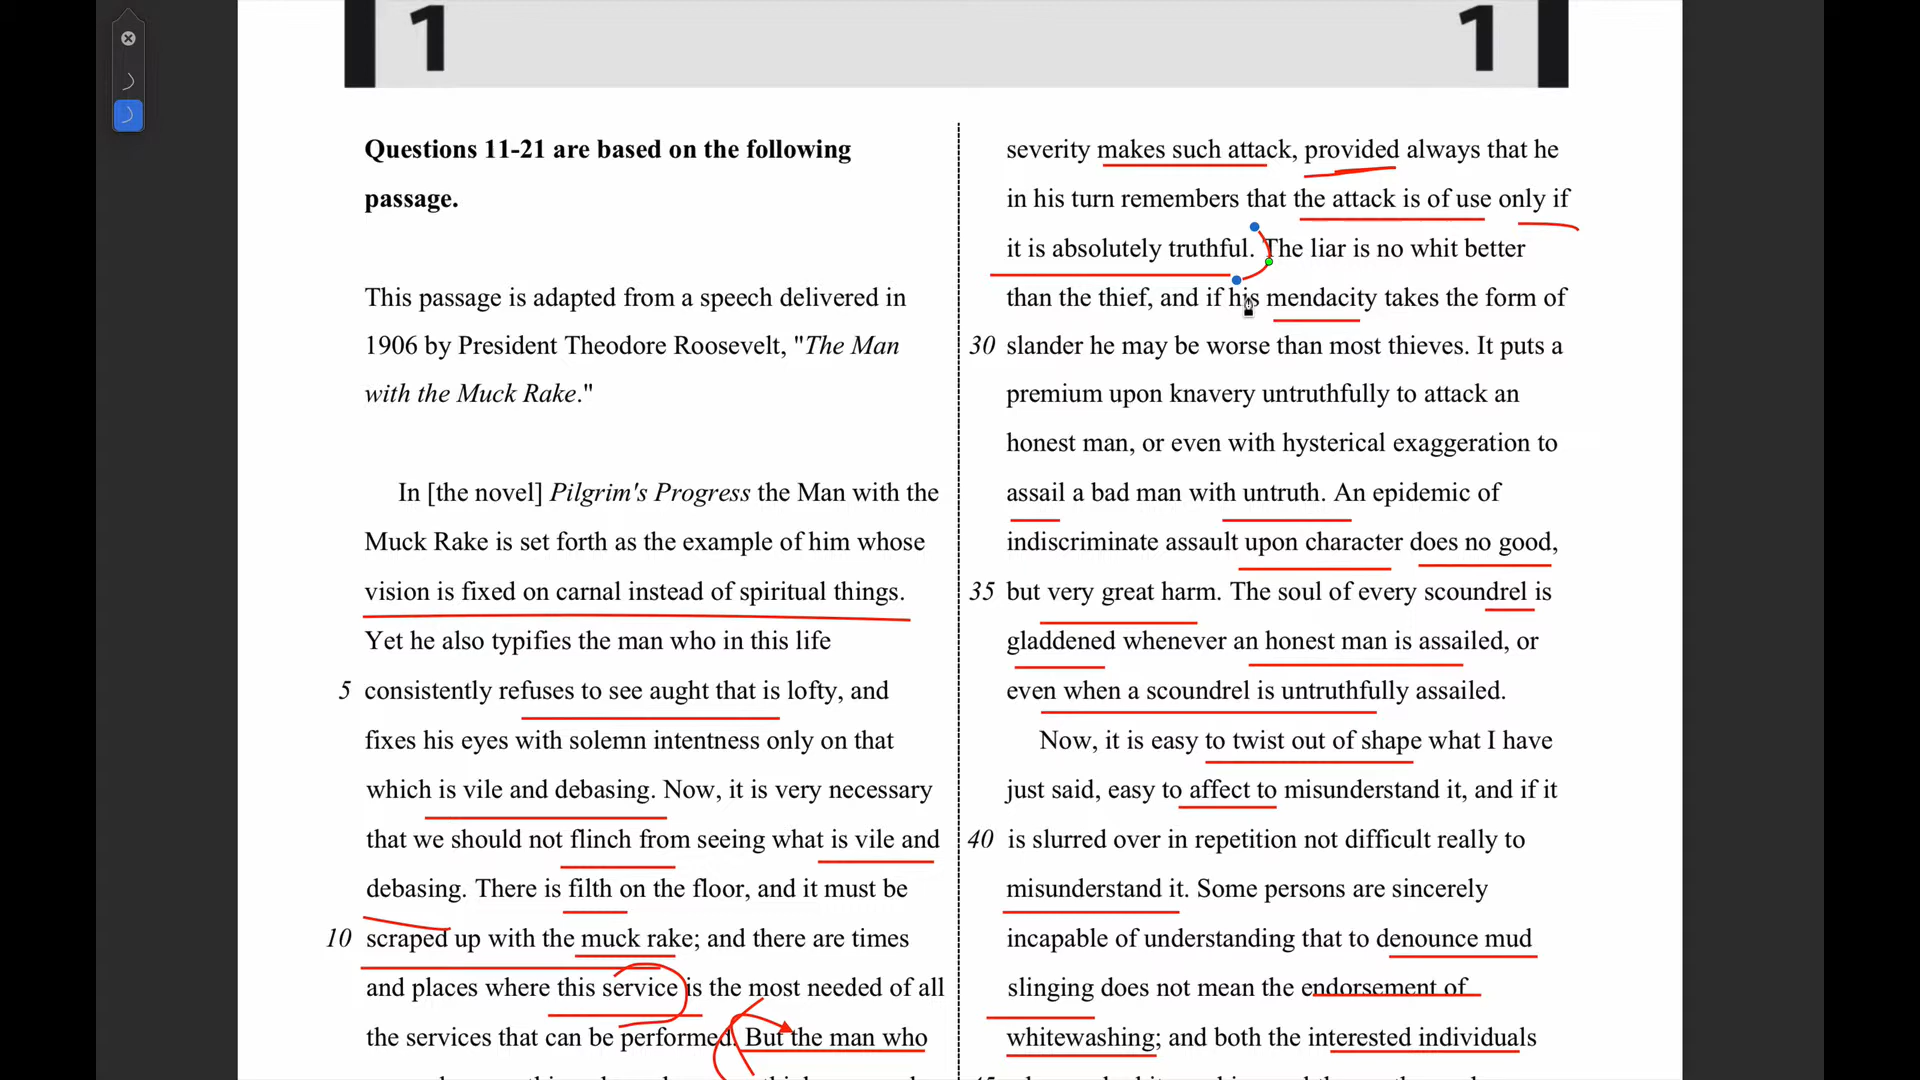 1 1
Questions 11-21 are based on the following
passage.
This passage is adapted from a speech delivered in
1906 by President Theodore Roosevelt, "The Man
with the Muck Rake."
In [the novel] Pilgrim's Progress the Man with the
Muck Rake is set forth as the example of him whose
vision is fixed on carnal instead of spiritual things.
Yet he also typifies the man who in this life
5 consistently refuses to see aught that is lofty, and
fixes his eyes with solemn intentness only on that
which is vile and debasing. Now, it is very necessary
that we should not flinch from seeing what is vile and
debasing. There is filth on the floor, and it must be
10 scraped up with the muck rake; and there are times
and places where this service is the most needed of all
the services that can be performed. But the man who
severity makes such attack, provided always that he
in his turn remembers that the attack is of use only if
it is absolutely truthful. The liar is no whit better
than the thief, and if his mendacity takes the form of
30 slander he may be worse than most thieves. It puts a
premium upon knavery untruthfully to attack an
honest man, or even with hysterical exaggeration to
assail a bad man with untruth. An epidemic of
indiscriminate assault upon character does no good,
35 but very great harm. The soul of every scoundrel is
gladdened whenever an honest man is assailed, or
even when a scoundrel is untruthfully assailed.
Now, it is easy to twist out of shape what I have
just said, easy to affect to misunderstand it, and if it
40 is slurred over in repetition not difficult really to
misunderstand it. Some persons are sincerely
incapable of understanding that to denounce mud
slinging does not mean the endorsement of
whitewashing; and both the interested individuals